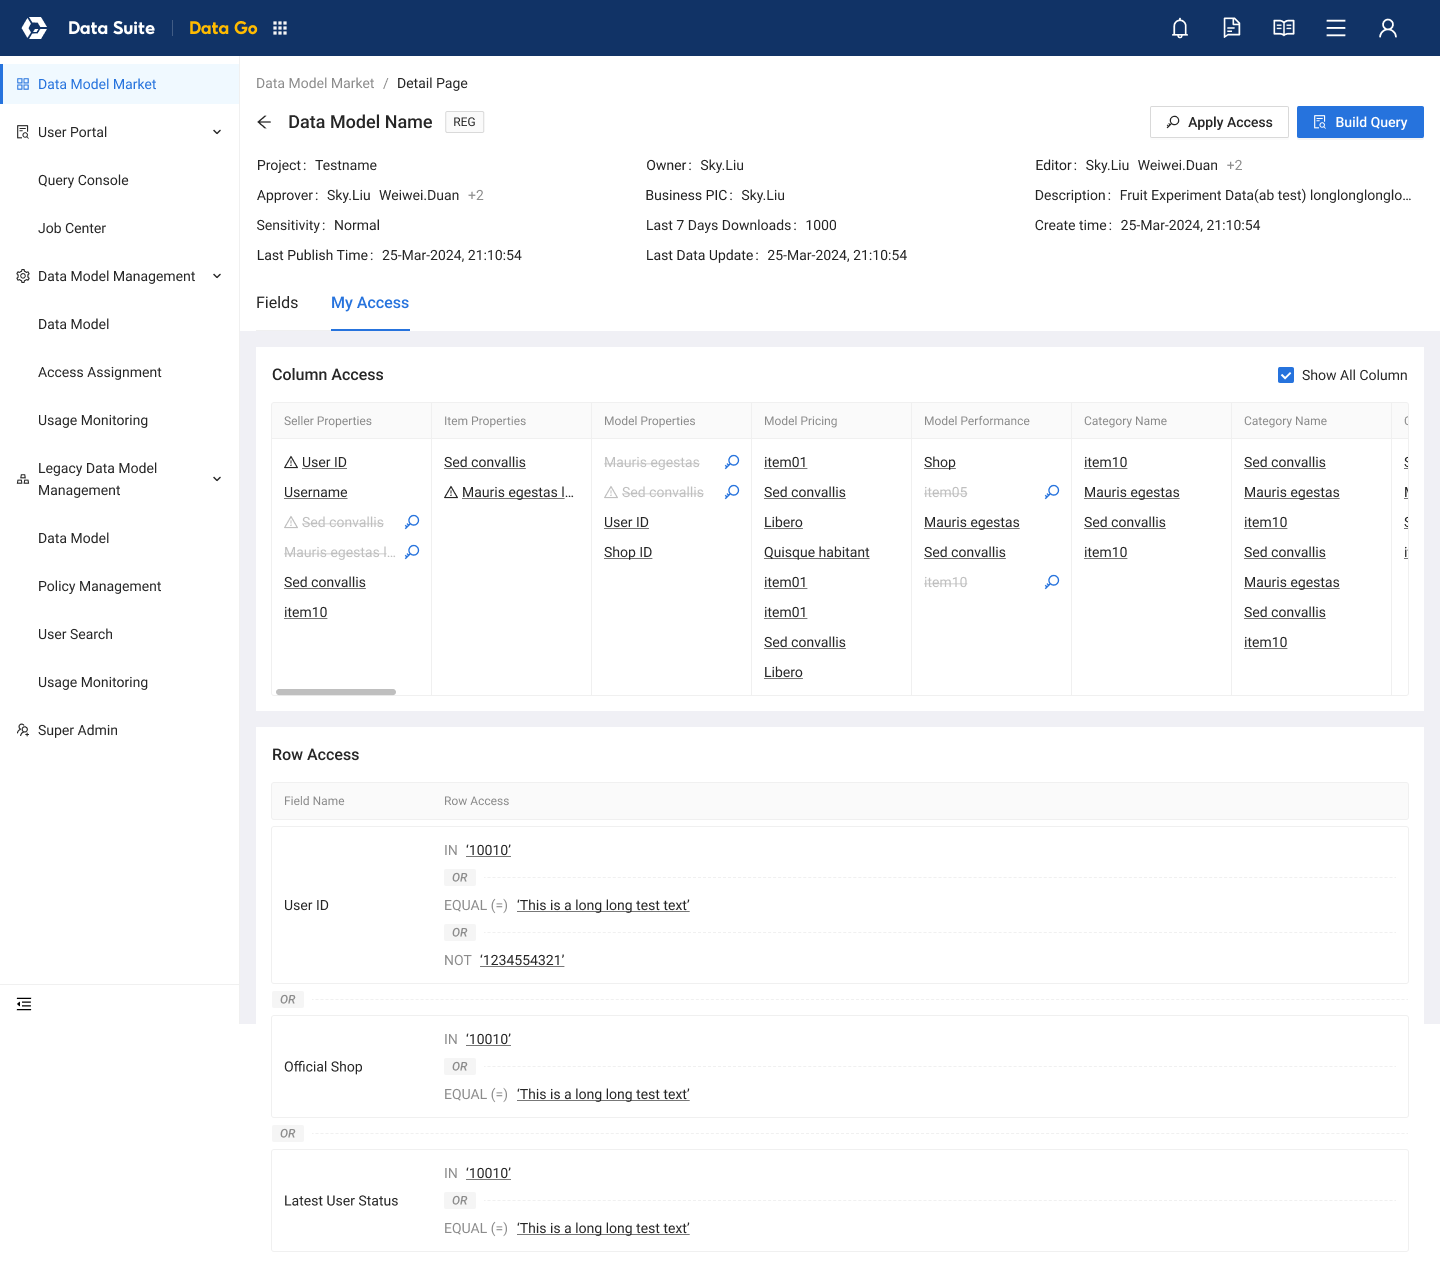 Data Suite
Data Go
Data Model Market
User Portal
Query Console
Job Center
Data Model Management
Data Model
Access Assignment
Usage Monitoring
Legacy Data Model
Management
Data Model
Policy Management
User Search
Usage Monitoring
Super Admin
Data Model Market / Detail Page
Data Model Name
REG
Apply Access
Build Query
Project: Testname
Owner: Sky.Liu
Editor: Sky.Liu Weiwei.Duan +2
Approver: Sky.Liu Weiwei.Duan +2
Business PIC: Sky.Liu
Description: Fruit Experiment Data(ab test) longlonglonglo...
Sensitivity: Normal
Last 7 Days Downloads: 1000
Create time: 25-Mar-2024, 21:10:54
Last Publish Time: 25-Mar-2024, 21:10:54
Last Data Update: 25-Mar-2024, 21:10:54
Fields
My Access
Column Access
Show All Column
Seller Properties
User ID
Username
Sed convallis
Mauris egestas l...
Sed convallis
item10
Item Properties
Sed convallis
Mauris egestas l...
Model Properties
Mauris egestas
Sed convallis
User ID
Shop ID
Model Pricing
item01
Sed convallis
Libero
Quisque habitant
item01
item01
Sed convallis
Libero
Model Performance
Shop
item05
Mauris egestas
Sed convallis
item10
Category Name
item10
Mauris egestas
Sed convallis
item10
Category Name
Sed convallis
Mauris egestas
item10
Sed convallis
Mauris egestas
Sed convallis
item10
Row Access
Field Name
Row Access
User ID
IN ‘10010’
OR
EQUAL (=) ‘This is a long long test text’
OR
NOT ‘1234554321’
OR
Official Shop
IN ‘10010’
OR
EQUAL (=) ‘This is a long long test text’
OR
Latest User Status
IN ‘10010’
OR
EQUAL (=) ‘This is a long long test text’